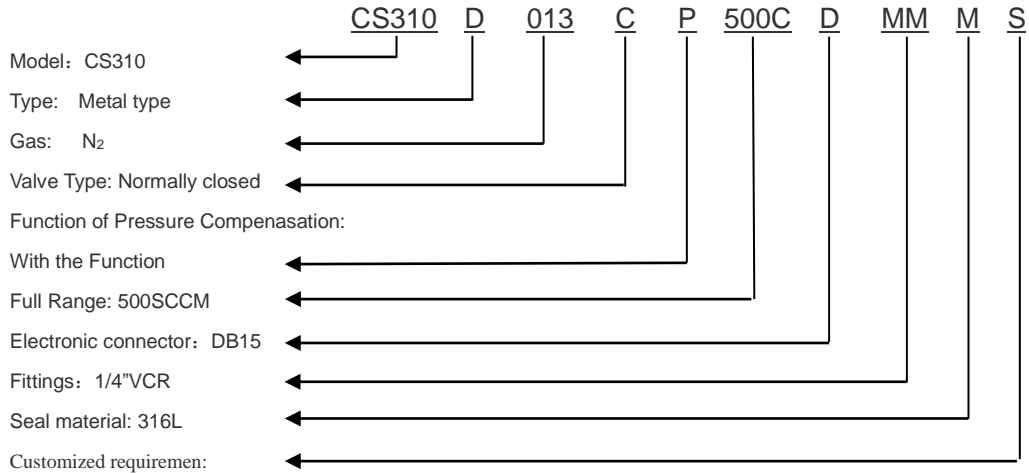 CS310 D 013 C P 500C D MM M S
Model：CS310
Type: Metal type
Gas: N₂
Valve Type: Normally closed
Function of Pressure Compenasation:
With the Function
Full Range: 500SCCM
Electronic connector：DB15
Fittings：1/4”VCR
Seal material: 316L
Customized requiremen: